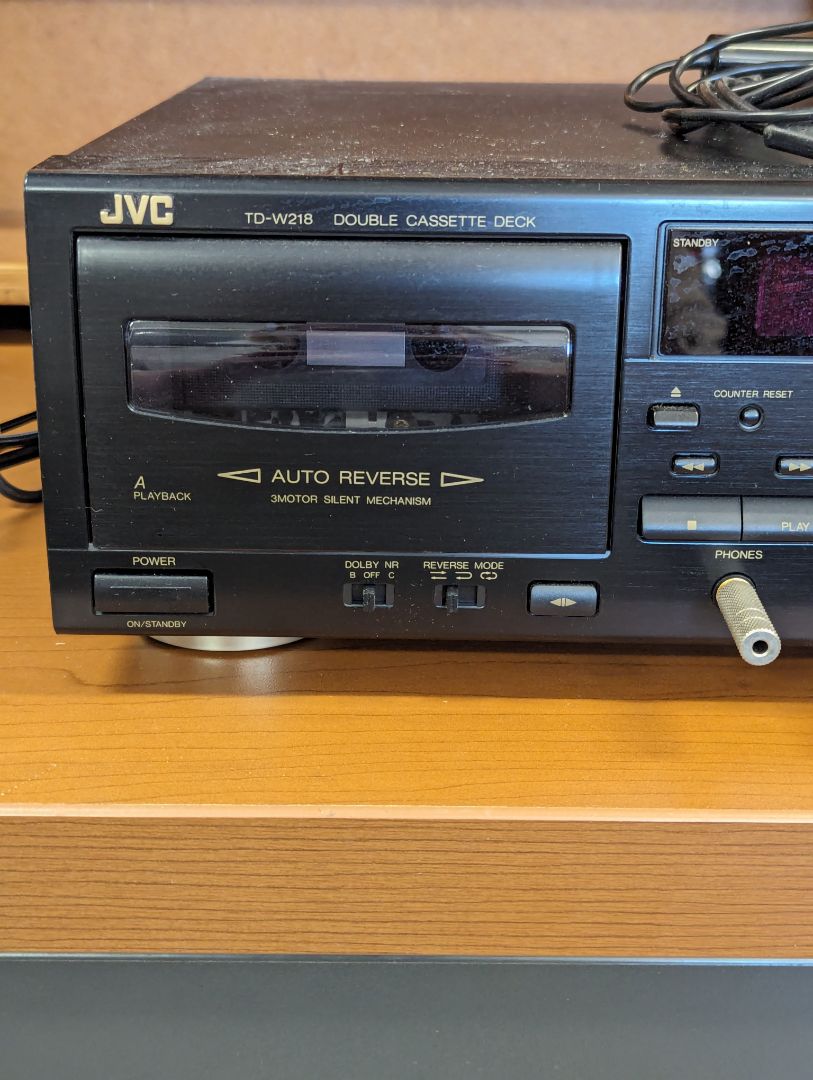 JVC
TD-W218 DOUBLE CASSETTE DECK
STANDBY
COUNTER RESET
AUTO REVERSE
3MOTOR SILENT MECHANISM
A
PLAYBACK
PLAY
PHONES
POWER
ON/STANDBY
DOLBY NR
B OFF C
REVERSE MODE